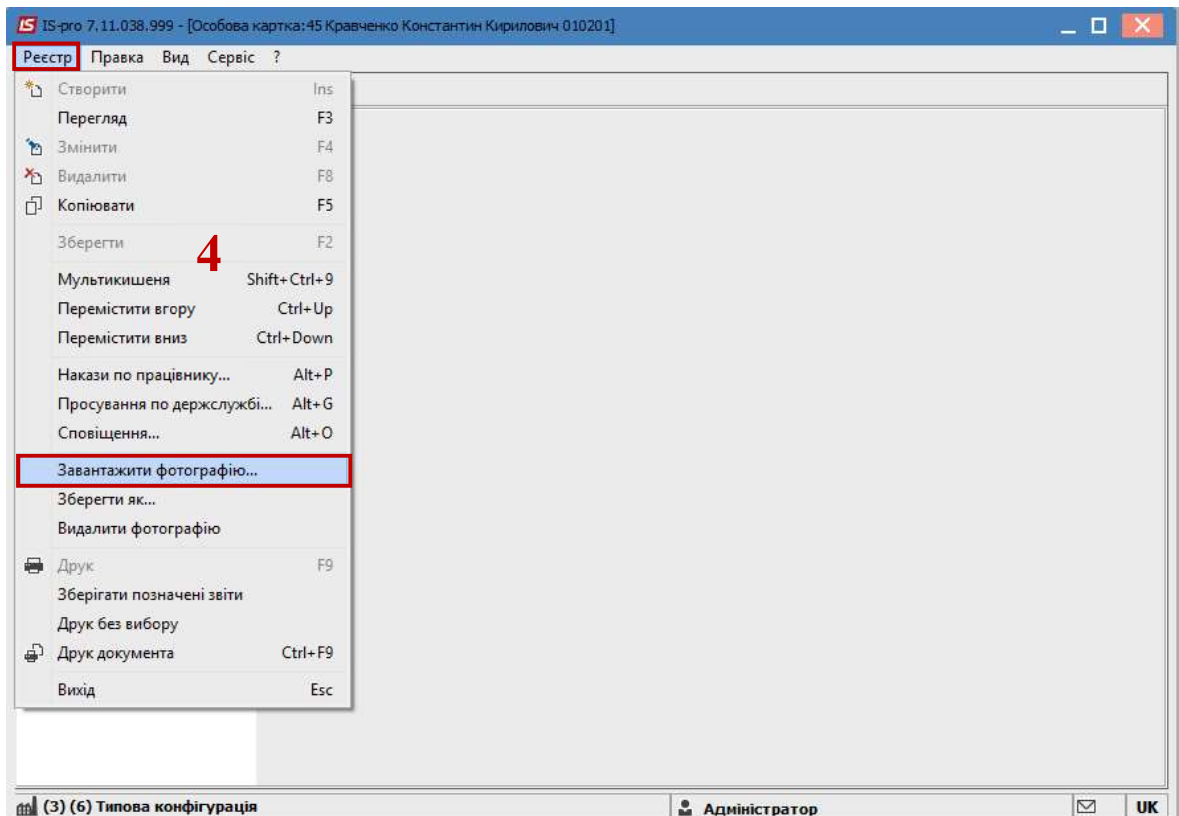 IS IS-pro 7.11.038.999 - [Особова картка:45 Кравченко Константин Кирилович 010201]
Реєстр Правка Вид Сервіс ?
Створити Ins
Перегляд F3
Змінити F4
Видалити F8
Копіювати F5
Зберегти F2
4
Мультикишеня Shift+Ctrl+9
Перемістити вгору Ctrl+Up
Перемістити вниз Ctrl+Down
Накази по працівнику... Alt+P
Просування по держслужбі... Alt+G
Сповіщення... Alt+O
Завантажити фотографію...
Зберегти як...
Видалити фотографію
Друк F9
Зберігати позначені звіти
Друк без вибору
Друк документа Ctrl+F9
Вихід Esc
(3) (6) Типова конфігурація Адміністратор UK